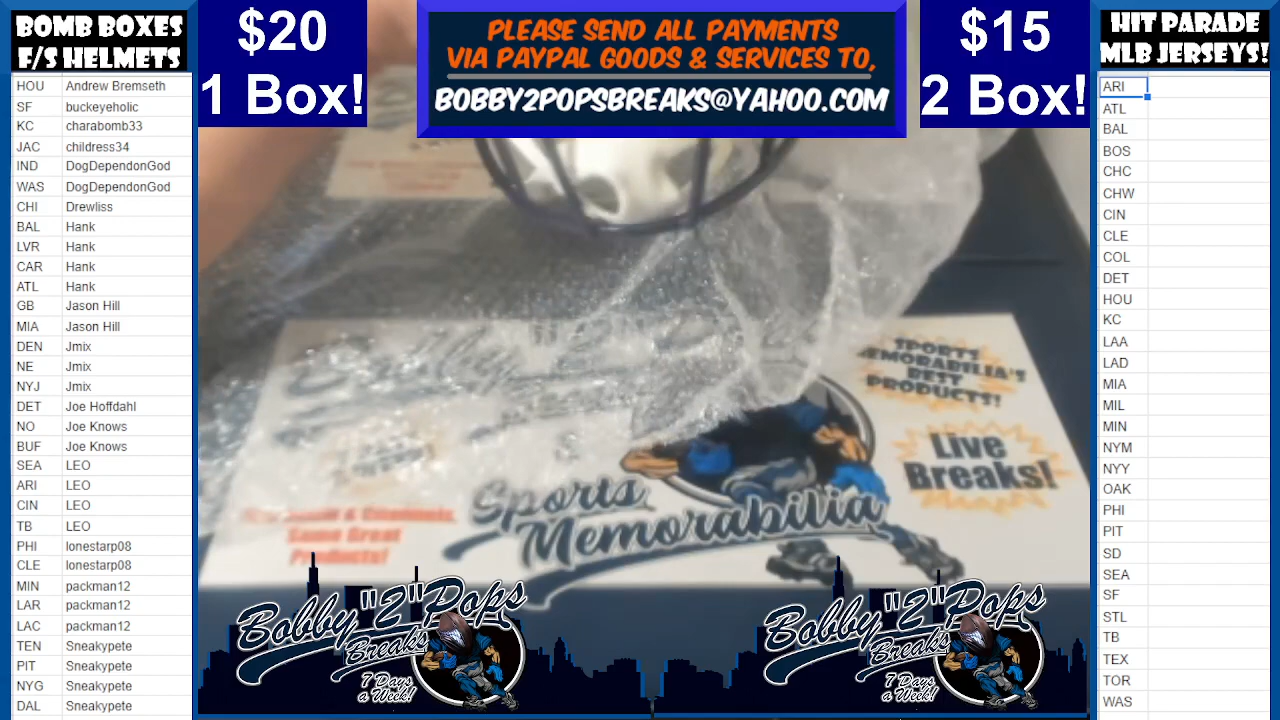 BOMB BOXES
F/S HELMETS
HOU Andrew Bremseth
SF buckeyeholic
KC charabomb33
JAC childress34
IND DogDependonGod
WAS DogDependonGod
CHI Drewliss
BAL Hank
LVR Hank
CAR Hank
ATL Hank
GB Jason Hill
MIA Jason Hill
DEN Jmix
NE Jmix
NYJ Jmix
DET Joe Hoffdahl
NO Joe Knows
BUF Joe Knows
SEA LEO
ARI LEO
CIN LEO
TB LEO
PHI lonestarp08
CLE lonestarp08
MIN packman12
LAR packman12
LAC packman12
TEN Sneakypete
PIT Sneakypete
NYG Sneakypete
DAL Sneakypete
$20
1 Box!
PLEASE SEND ALL PAYMENTS
VIA PAYPAL GOODS & SERVICES TO,
BOBBY2POPSBREAKS@YAHOO.COM
$15
2 Box!
SPORTS
MEMORABILIA'S
BEST
PRODUCTS!
Live
Breaks!
&
Sports
Memorabilia
Same Great
Products!
Bobby "2" Pops
Breaks
7 Days
a Week!
Bobby "2" Pops
Breaks
7 Days
a Week!
HIT PARADE
MLB JERSEYS!
ARI
ATL
BAL
BOS
CHC
CHW
CIN
CLE
COL
DET
HOU
KC
LAA
LAD
MIA
MIL
MIN
NYM
NYY
OAK
PHI
PIT
SD
SEA
SF
STL
TB
TEX
TOR
WAS